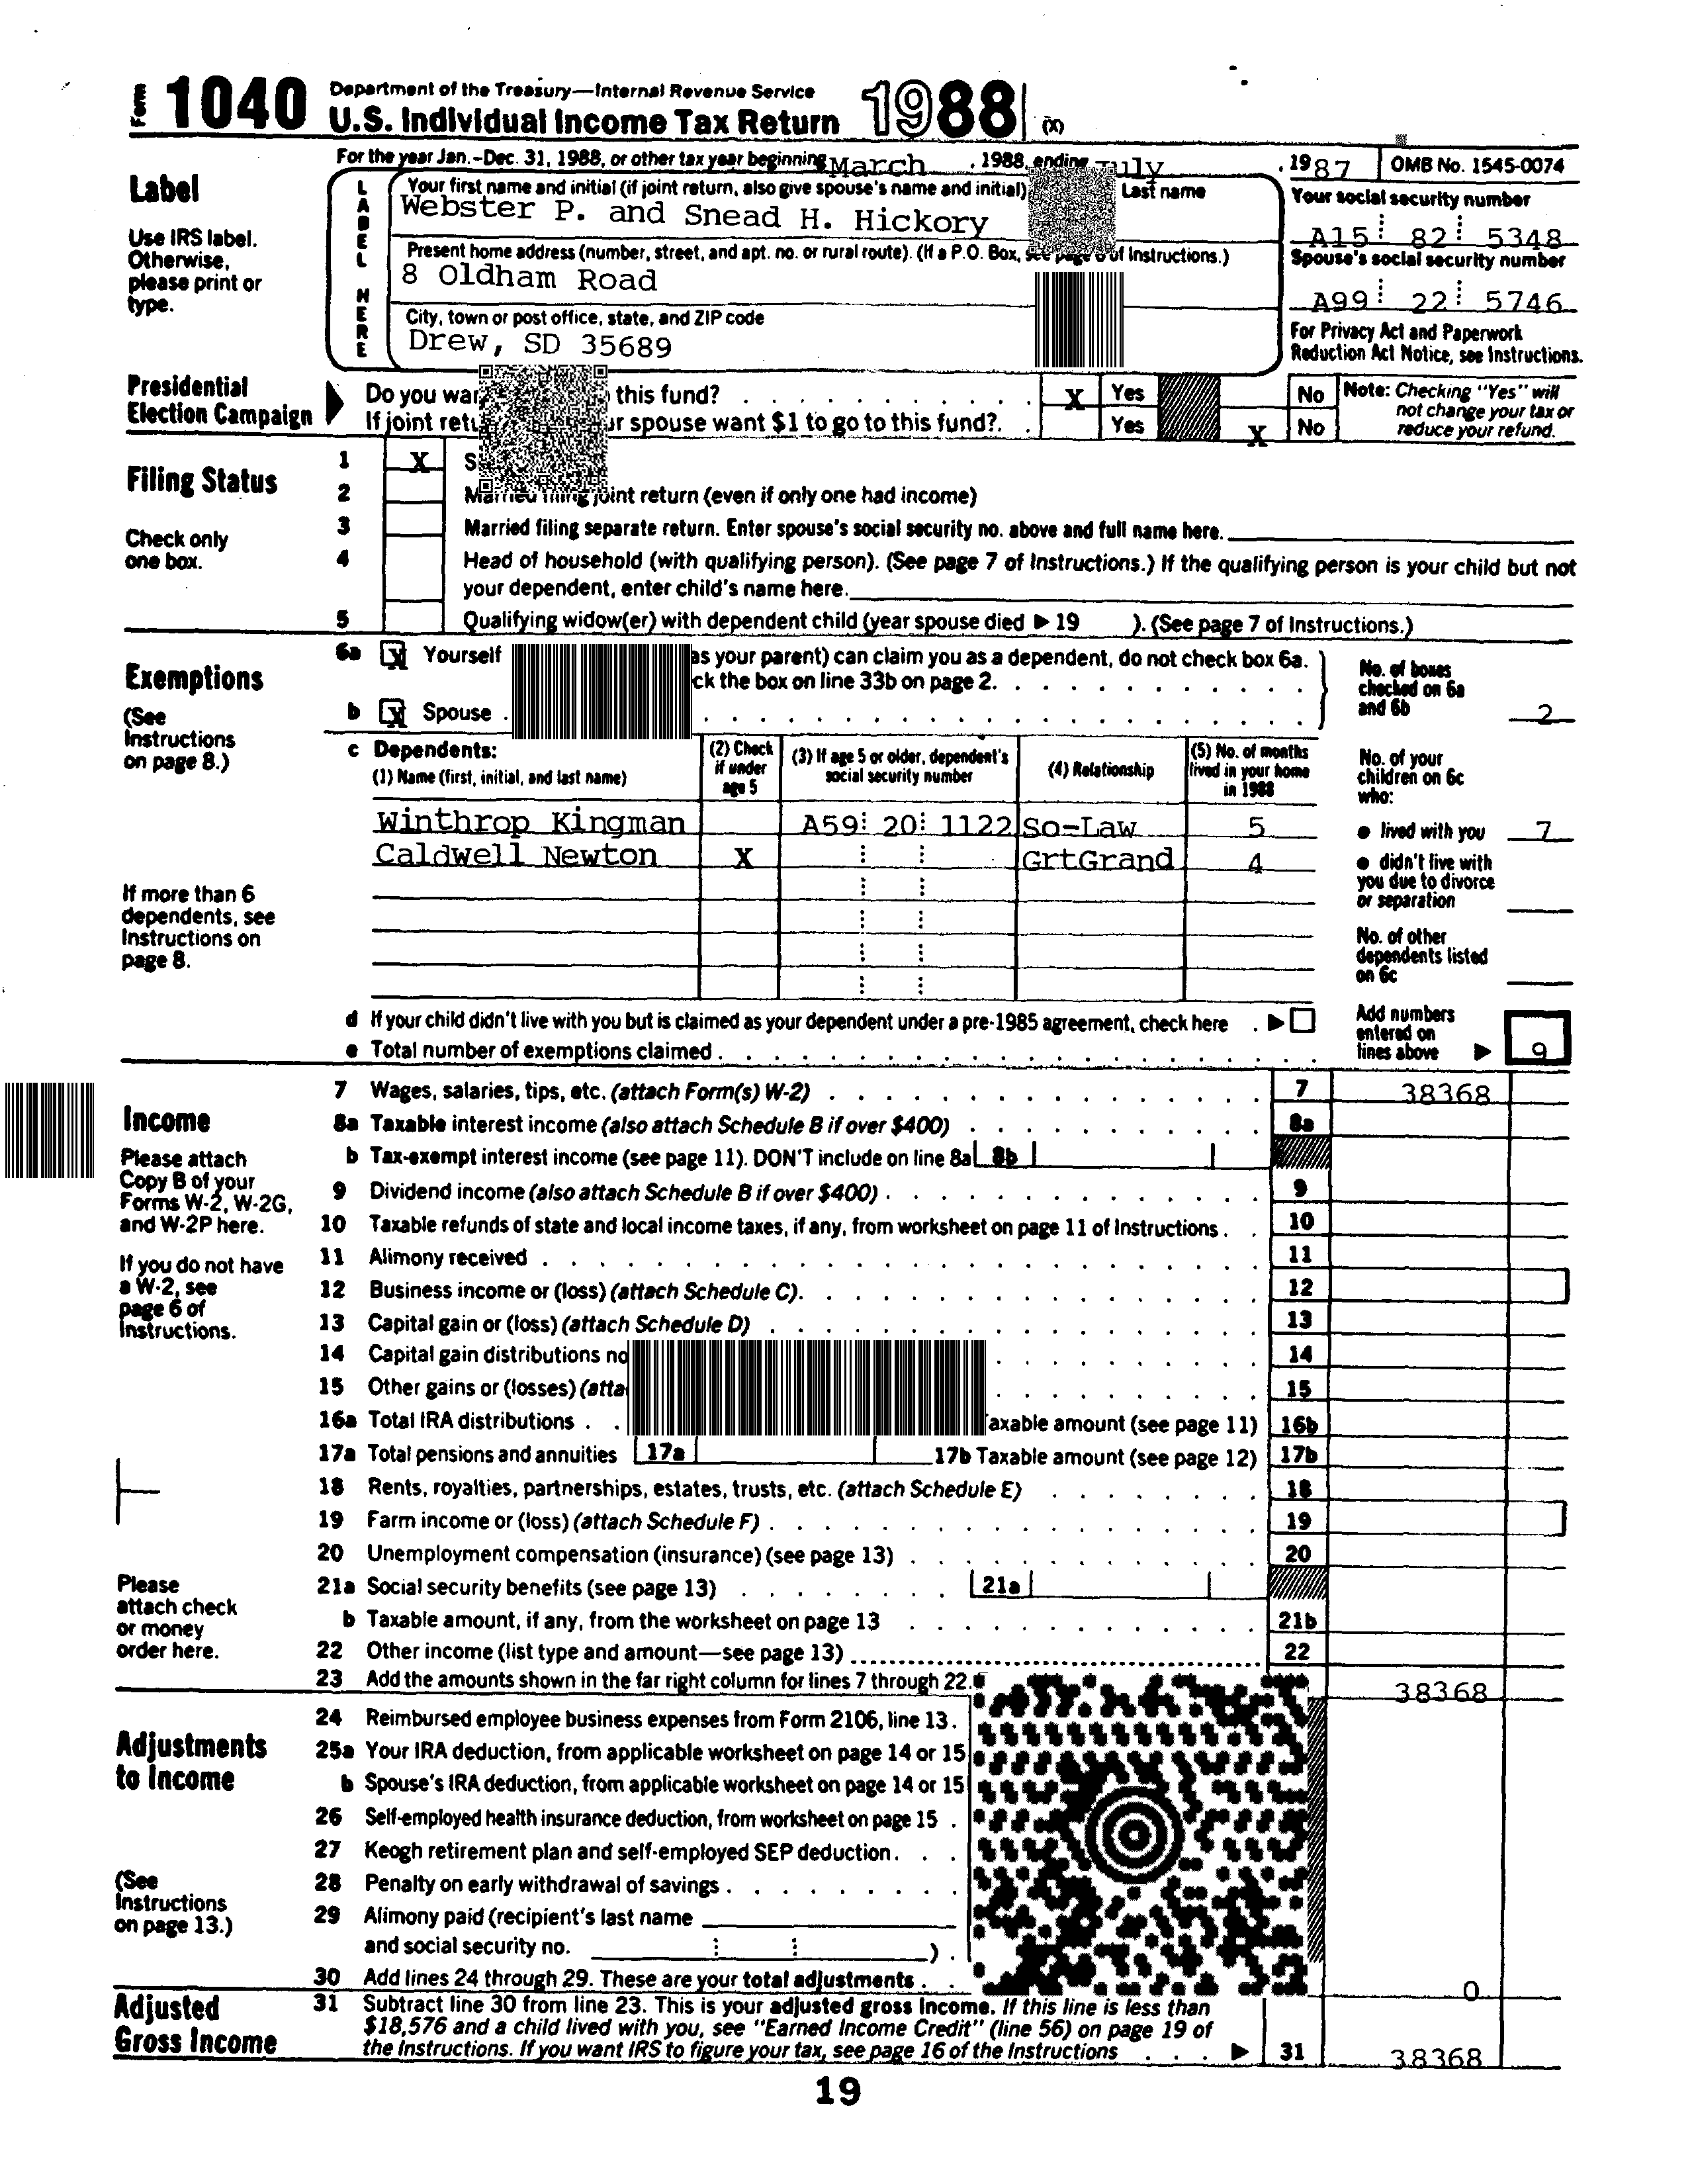 Form 1040 Department of the Treasury—Internal Revenue Service
U.S. Individual Income Tax Return 1988 (X)
For the year Jan.–Dec. 31, 1988, or other tax year beginning March , 1988, ending July , 1987 OMB No. 1545-0074
Label
Use IRS label.
Otherwise,
please print or
type.
LABEL HERE
Your first name and initial (if joint return, also give spouse's name and initial) Last name
Webster P. and Snead H. Hickory
Present home address (number, street, and apt. no. or rural route). (If a P.O. Box, see page 6 of Instructions.)
8 Oldham Road
City, town or post office, state, and ZIP code
Drew, SD 35689
Your social security number
A15 82 5348
Spouse's social security number
A99 22 5746
For Privacy Act and Paperwork
Reduction Act Notice, see Instructions.
Presidential
Election Campaign
Do you this fund? X Yes No
If joint spouse want $1 to go to this fund? Yes X No
Note: Checking "Yes" will
not change your tax or
reduce your refund.
Filing Status
Check only
one box.
1 X
2 Married filing joint return (even if only one had income)
3 Married filing separate return. Enter spouse's social security no. above and full name here.
4 Head of household (with qualifying person). (See page 7 of Instructions.) If the qualifying person is your child but not
your dependent, enter child's name here.
5 Qualifying widow(er) with dependent child (year spouse died ▶ 19 ). (See page 7 of Instructions.)
Exemptions
(See
Instructions
on page 8.)
If more than 6
dependents, see
Instructions on
page 8.
6a X Yourself as your parent) can claim you as a dependent, do not check box 6a.
the box on line 33b on page 2.
b X Spouse
No. of boxes
checked on 6a
and 6b 2
c Dependents:
(1) Name (first, initial, and last name)
(2) Check
if under
age 5
(3) If age 5 or older, dependent's
social security number
(4) Relationship
(5) No. of months
lived in your home
in 1988
Winthrop Kingman A59 20 1122 So-Law 5
Caldwell Newton X GrtGrand 4
No. of your
children on 6c
who:
● lived with you 7
● didn't live with
you due to divorce
or separation
No. of other
dependents listed
on 6c
d If your child didn't live with you but is claimed as your dependent under a pre-1985 agreement, check here ▶
e Total number of exemptions claimed
Add numbers
entered on
lines above ▶ 9
Income
Please attach
Copy B of your
Forms W-2, W-2G,
and W-2P here.
If you do not have
a W-2, see
page 6 of
Instructions.
Please
attach check
or money
order here.
7 Wages, salaries, tips, etc. (attach Form(s) W-2) 7 38368
8a Taxable interest income (also attach Schedule B if over $400) 8a
b Tax-exempt interest income (see page 11). DON'T include on line 8a 8b
9 Dividend income (also attach Schedule B if over $400) 9
10 Taxable refunds of state and local income taxes, if any, from worksheet on page 11 of Instructions 10
11 Alimony received 11
12 Business income or (loss) (attach Schedule C) 12
13 Capital gain or (loss) (attach Schedule D) 13
14 Capital gain distributions 14
15 Other gains or (losses) 15
16a Total IRA distributions amount (see page 11) 16b
17a Total pensions and annuities 17a 17b Taxable amount (see page 12) 17b
18 Rents, royalties, partnerships, estates, trusts, etc. (attach Schedule E) 18
19 Farm income or (loss) (attach Schedule F) 19
20 Unemployment compensation (insurance) (see page 13) 20
21a Social security benefits (see page 13) 21a
b Taxable amount, if any, from the worksheet on page 13 21b
22 Other income (list type and amount—see page 13) 22
23 Add the amounts shown in the far right column for lines 7 through 22. 38368
Adjustments
to Income
(See
Instructions
on page 13.)
24 Reimbursed employee business expenses from Form 2106, line 13
25a Your IRA deduction, from applicable worksheet on page 14 or 15
b Spouse's IRA deduction, from applicable worksheet on page 14 or 15
26 Self-employed health insurance deduction, from worksheet on page 15
27 Keogh retirement plan and self-employed SEP deduction
28 Penalty on early withdrawal of savings
29 Alimony paid (recipient's last name
and social security no. )
30 Add lines 24 through 29. These are your total adjustments 0
Adjusted
Gross Income
31 Subtract line 30 from line 23. This is your adjusted gross income. If this line is less than
$18,576 and a child lived with you, see "Earned Income Credit" (line 56) on page 19 of
the Instructions. If you want IRS to figure your tax, see page 16 of the Instructions ▶ 31 38368
19